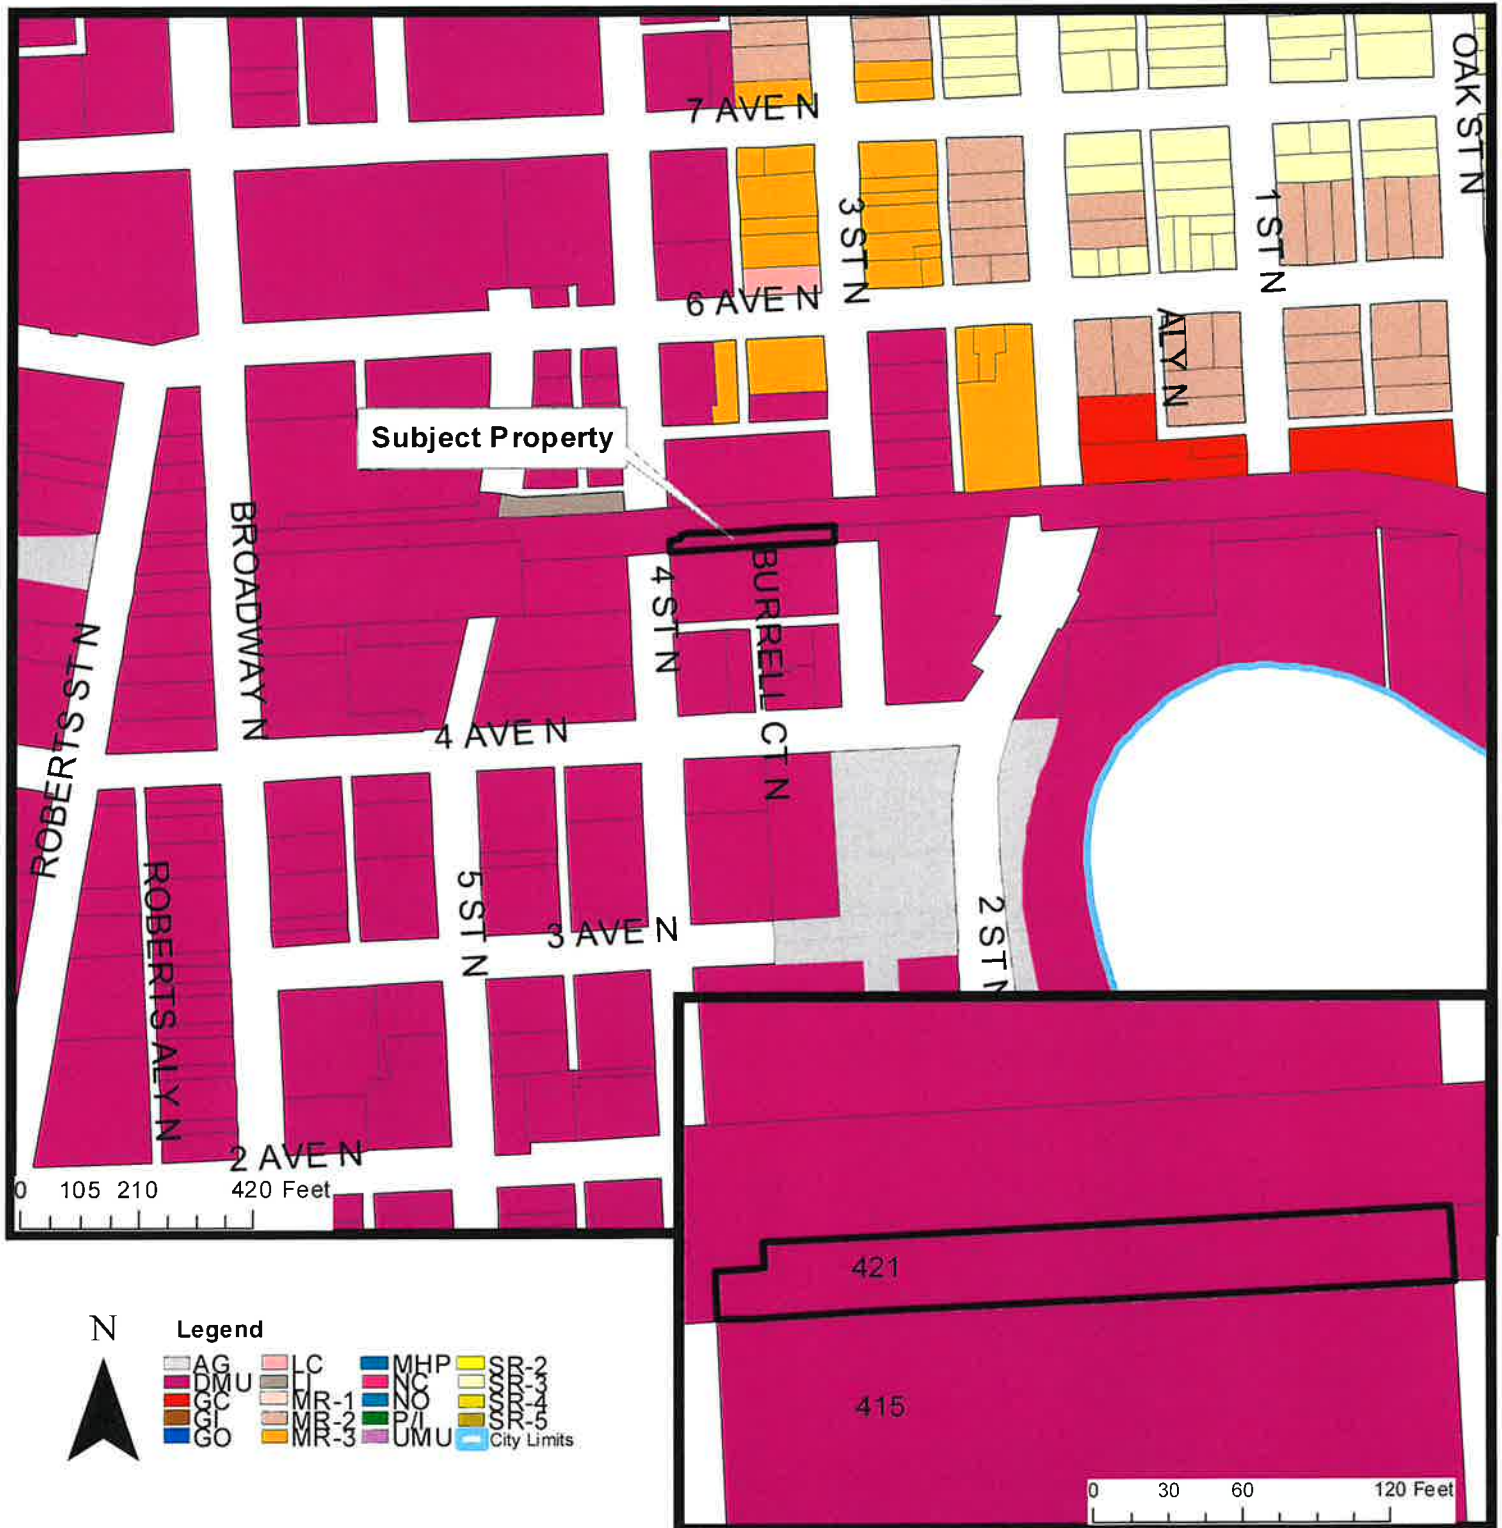 OAK ST N
7 AVE N
3 ST N
1 ST N
6 AVE N
ALY N
Subject Property
BROADWAY N
4 ST N
BURRELL CT N
ROBERTS ST N
4 AVE N
ROBERTS ALY N
5 ST N
3 AVE N
2 ST N
2 AVE N
0 105 210 420 Feet
421
415
0 30 60 120 Feet
N
Legend
AG LC MHP SR-2
DMU LI NC SR-3
GC MR-1 NO SR-4
GI MR-2 P/I SR-5
GO MR-3 UMU City Limits